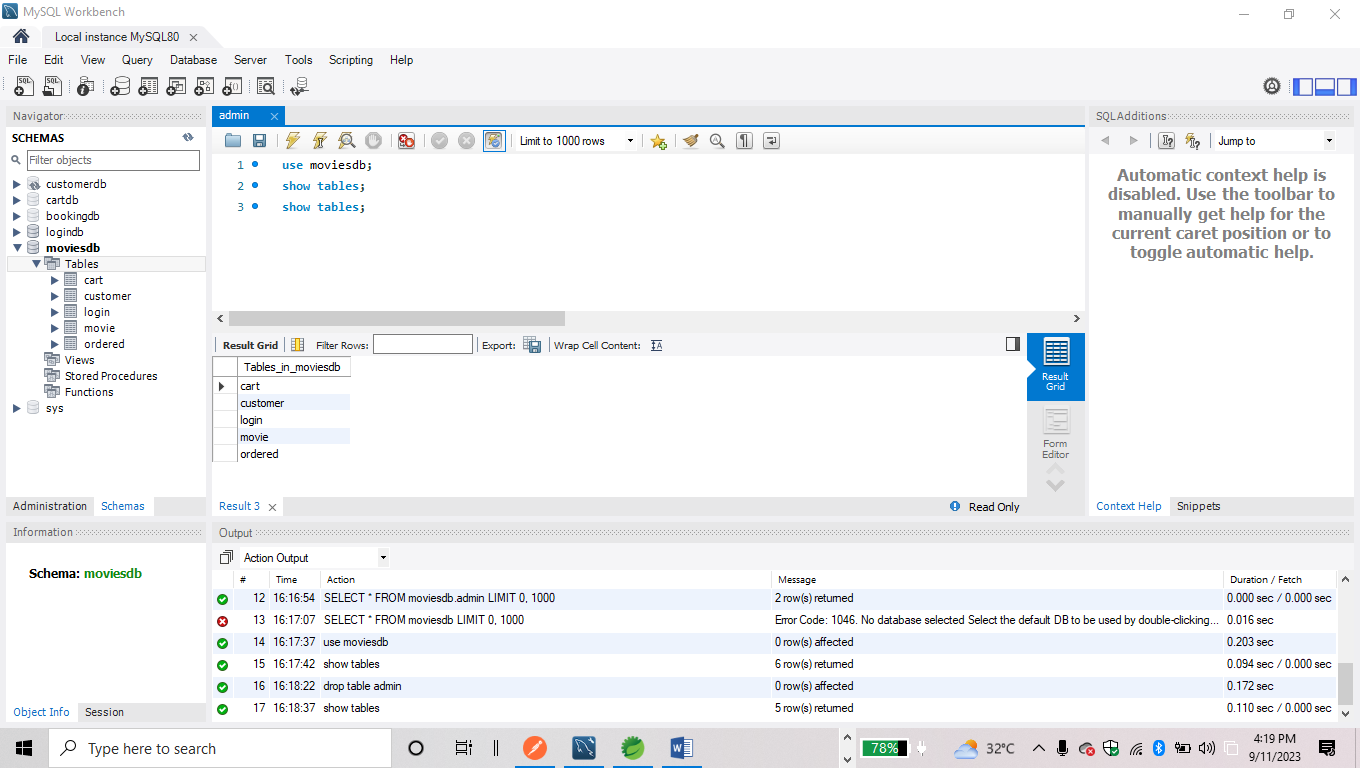 MySQL Workbench
Local instance MySQL80
File Edit View Query Database Server Tools Scripting Help
Navigator
SCHEMAS
Filter objects
customerdb
cartdb
bookingdb
logindb
moviesdb
Tables
cart
customer
login
movie
ordered
Views
Stored Procedures
Functions
sys
Administration Schemas
Information
Schema: moviesdb
Object Info Session
admin
Limit to 1000 rows
1 use moviesdb;
2 show tables;
3 show tables;
Result Grid Filter Rows: Export: Wrap Cell Content:
Tables_in_moviesdb
cart
customer
login
movie
ordered
Result
Grid
Form
Editor
Result 3 Read Only
SQLAdditions
Jump to
Automatic context help is
disabled. Use the toolbar to
manually get help for the
current caret position or to
toggle automatic help.
Context Help Snippets
Output
Action Output
# Time Action Message Duration / Fetch
12 16:16:54 SELECT * FROM moviesdb.admin LIMIT 0, 1000 2 row(s) returned 0.000 sec / 0.000 sec
13 16:17:07 SELECT * FROM moviesdb LIMIT 0, 1000 Error Code: 1046. No database selected Select the default DB to be used by double-clicking... 0.016 sec
14 16:17:37 use moviesdb 0 row(s) affected 0.203 sec
15 16:17:42 show tables 6 row(s) returned 0.094 sec / 0.000 sec
16 16:18:22 drop table admin 0 row(s) affected 0.172 sec
17 16:18:37 show tables 5 row(s) returned 0.110 sec / 0.000 sec
Type here to search
78%
32°C
4:19 PM
9/11/2023